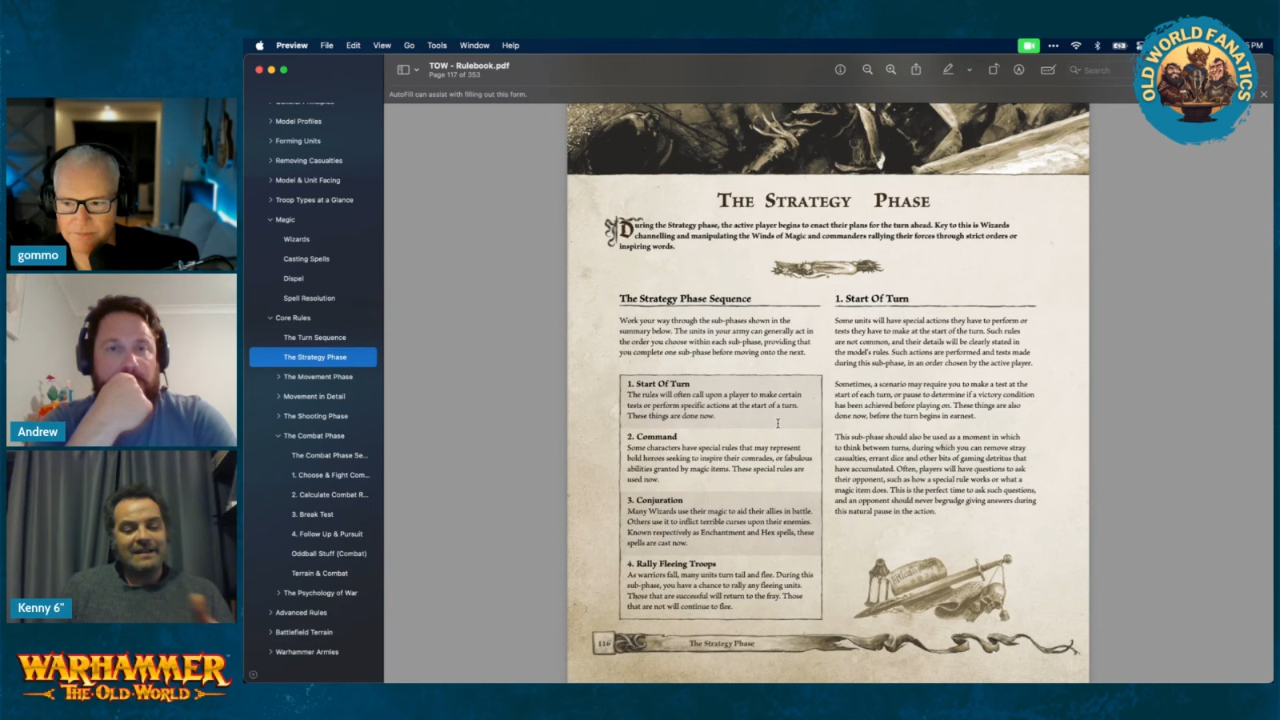 Preview File Edit View Go Tools Window Help
PM
OLD WORLD FANATICS
TOW - Rulebook.pdf
Page 117 of 353
Search
AutoFill can assist with filling out this form.
Model Profiles
Forming Units
Removing Casualties
Model & Unit Facing
Troop Types at a Glance
Magic
Wizards
Casting Spells
Dispel
Spell Resolution
Core Rules
The Turn Sequence
The Strategy Phase
The Movement Phase
Movement in Detail
The Shooting Phase
The Combat Phase
The Combat Phase Se...
1. Choose & Fight Com...
2. Calculate Combat R...
3. Break Test
4. Follow Up & Pursuit
Oddball Stuff (Combat)
Terrain & Combat
The Psychology of War
Advanced Rules
Battlefield Terrain
Warhammer Armies
gommo
Andrew
Kenny 6"
WARHAMMER
THE OLD WORLD
The Strategy Phase
During the Strategy phase, the active player begins to enact their plans for the turn ahead. Key to this is Wizards
channelling and manipulating the Winds of Magic and commanders rallying their forces through strict orders or
inspiring words.
The Strategy Phase Sequence
Work your way through the sub-phases shown in the
summary below. The units in your army can generally act in
the order you choose within each sub-phase, providing that
you complete one sub-phase before moving onto the next.
1. Start Of Turn
The rules will often call upon a player to make certain
tests or perform specific actions at the start of a turn.
These things are done now.
2. Command
Some characters have special rules that may represent
bold heroes seeking to inspire their comrades, or fabulous
abilities granted by magic items. These special rules are
used now.
3. Conjuration
Many Wizards use their magic to aid their allies in battle.
Others use it to inflict terrible curses upon their enemies.
Known respectively as Enchantment and Hex spells, these
spells are cast now.
4. Rally Fleeing Troops
As warriors fall, many units turn tail and flee. During this
sub-phase, you have a chance to rally any fleeing units.
Those that are successful will return to the fray. Those
that are not will continue to flee.
1. Start Of Turn
Some units will have special actions they have to perform or
tests they have to make at the start of the turn. Such rules
are not common, and their details will be clearly stated in
the model's rules. Such actions are performed and tests made
during this sub-phase, in an order chosen by the active player.
Sometimes, a scenario may require you to make a test at the
start of each turn, or pause to determine if a victory condition
has been achieved before playing on. These things are also
done now, before the turn begins in earnest.
This sub-phase should also be used as a moment in which
to think between turns, during which you can remove stray
casualties, errant dice and other bits of gaming detritus that
have accumulated. Often, players will have questions to ask
their opponent, such as how a special rule works or what a
magic item does. This is the perfect time to ask such questions,
and an opponent should never begrudge giving answers during
this natural pause in the action.
116
The Strategy Phase